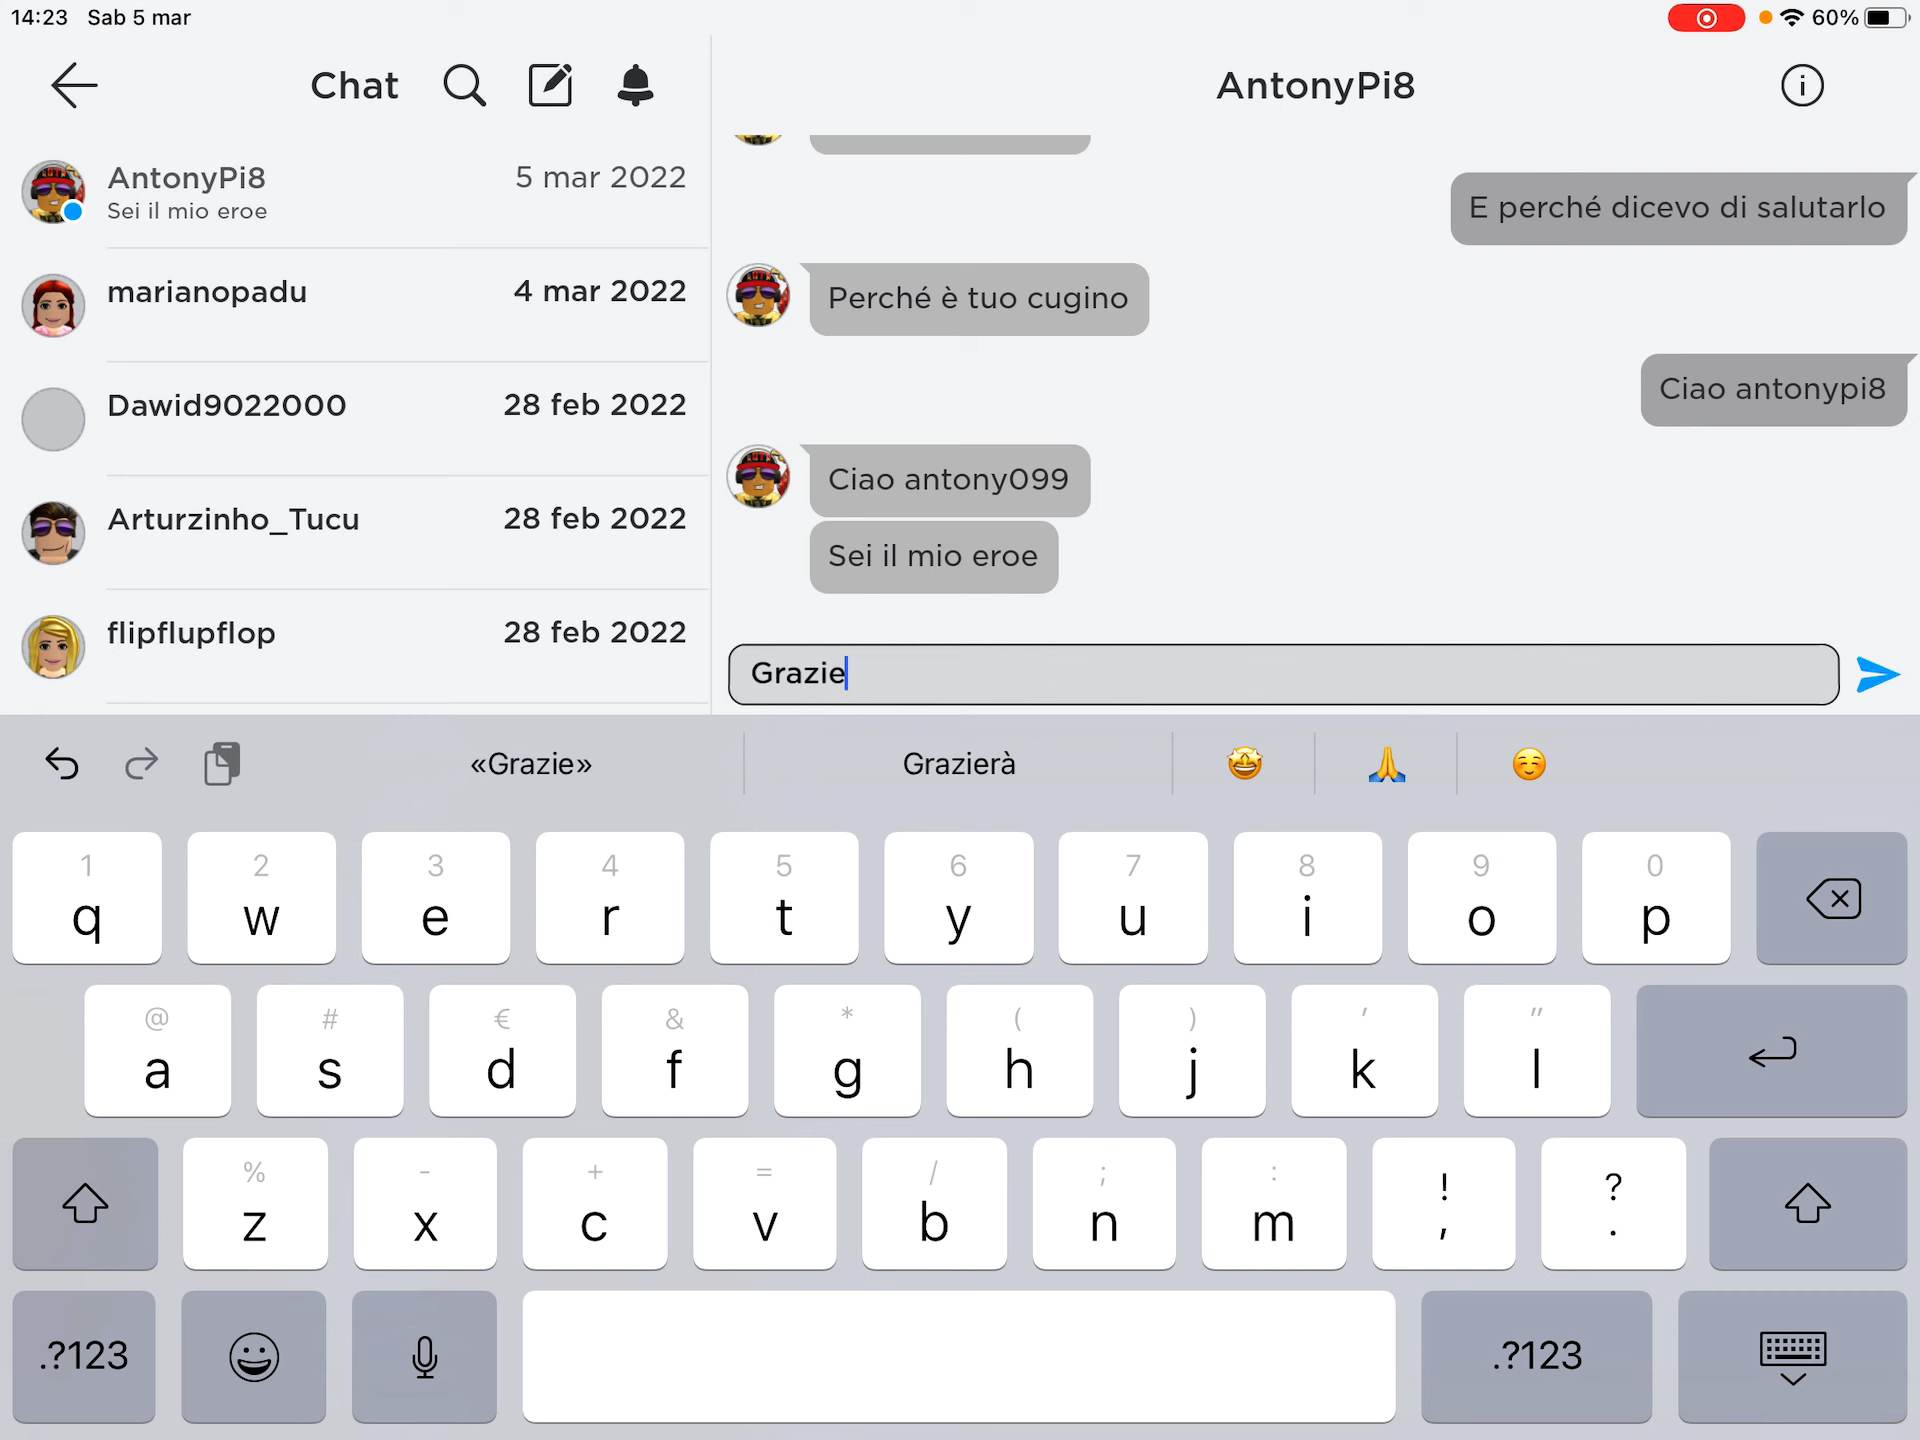 14:23 Sab 5 mar
60%
Chat
AntonyPi8
AntonyPi8 5 mar 2022
Sei il mio eroe
marianopadu 4 mar 2022
Dawid9022000 28 feb 2022
Arturzinho_Tucu 28 feb 2022
flipflupflop 28 feb 2022
E perché dicevo di salutarlo
Perché è tuo cugino
Ciao antonypi8
Ciao antony099
Sei il mio eroe
Grazie
«Grazie» Grazierà
1 2 3 4 5 6 7 8 9 0
q w e r t y u i o p
@ # € & * ( ) ' "
a s d f g h j k l
% - + = / ; : ! ?
z x c v b n m , .
.?123 .?123